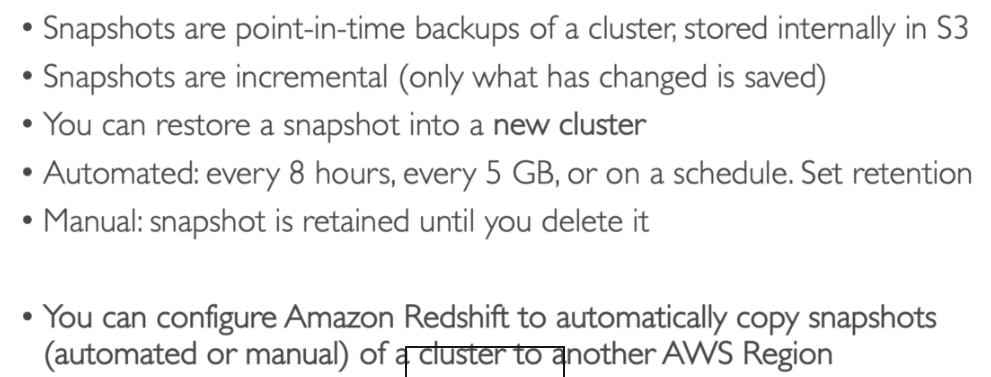 • Snapshots are point-in-time backups of a cluster, stored internally in S3
• Snapshots are incremental (only what has changed is saved)
• You can restore a snapshot into a new cluster
• Automated: every 8 hours, every 5 GB, or on a schedule. Set retention
• Manual: snapshot is retained until you delete it
• You can configure Amazon Redshift to automatically copy snapshots
(automated or manual) of a cluster to another AWS Region